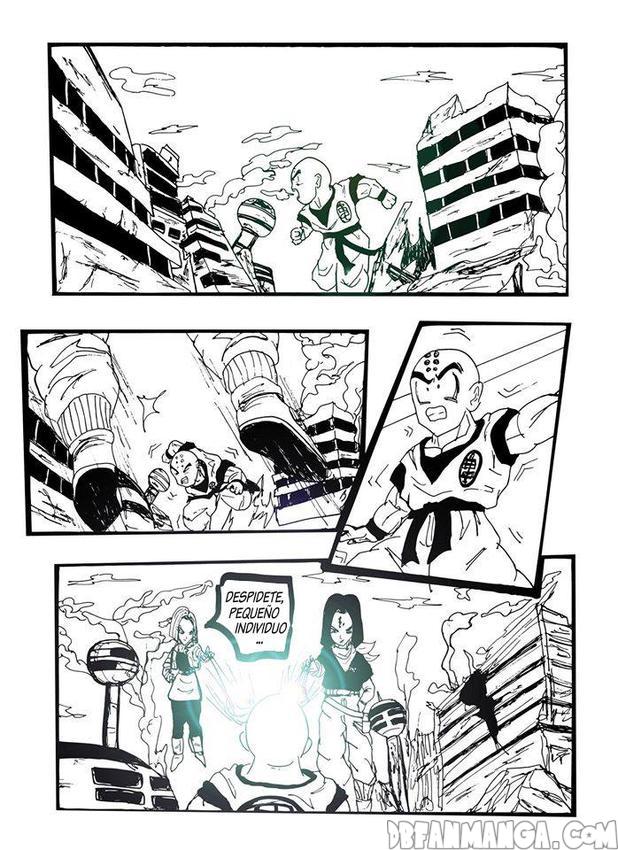 DESPIDETE,
PEQUEÑO
INDIVIDUO
...
DBFANMANGA.COM